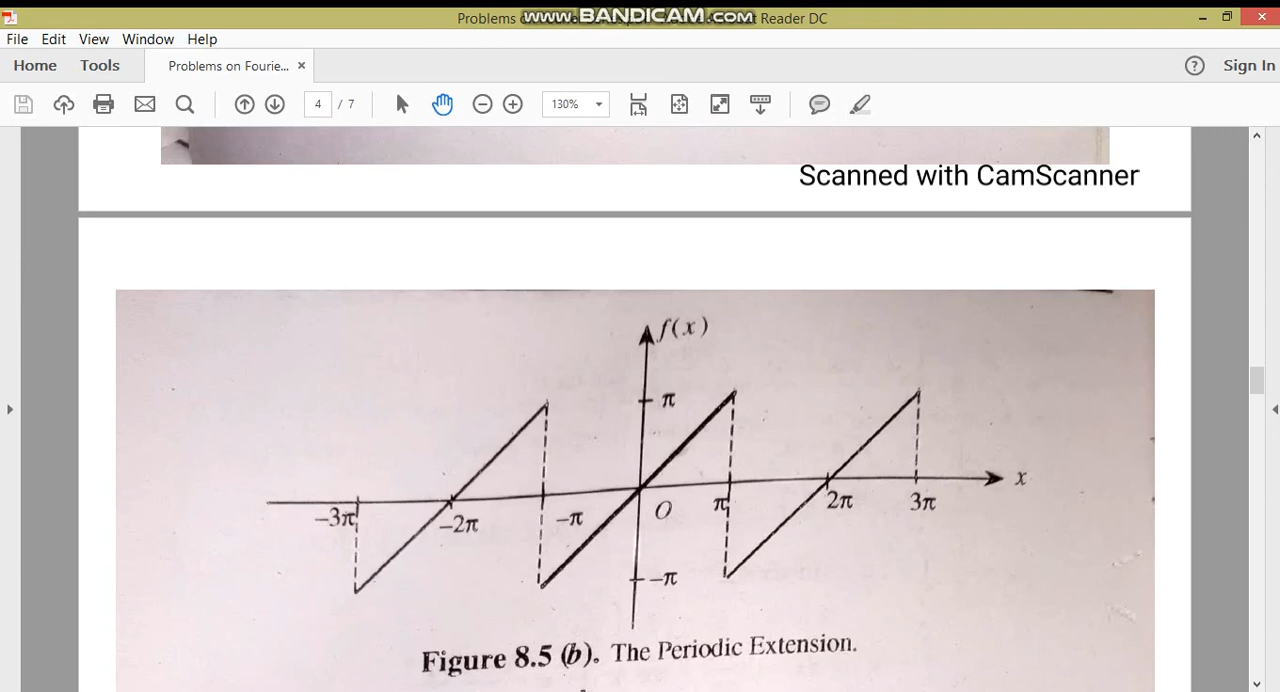 Problems o
www.BANDICAM.com
t Reader DC
File Edit View Window Help
Home Tools Problems on Fourie... × ? Sign In
4 / 7 130%
Scanned with CamScanner
f(x)
π
-3π -2π -π O π 2π 3π x
-π
Figure 8.5 (b). The Periodic Extension.